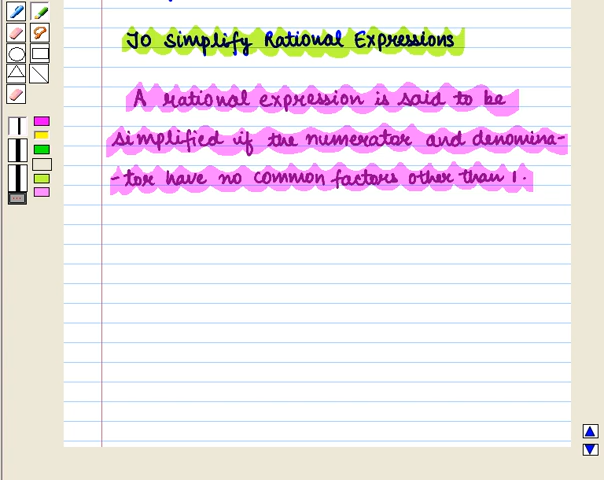 To Simplify Rational Expressions
A rational expression is said to be
simplified if the numerator and denomina-
-tor have no common factors other than 1.